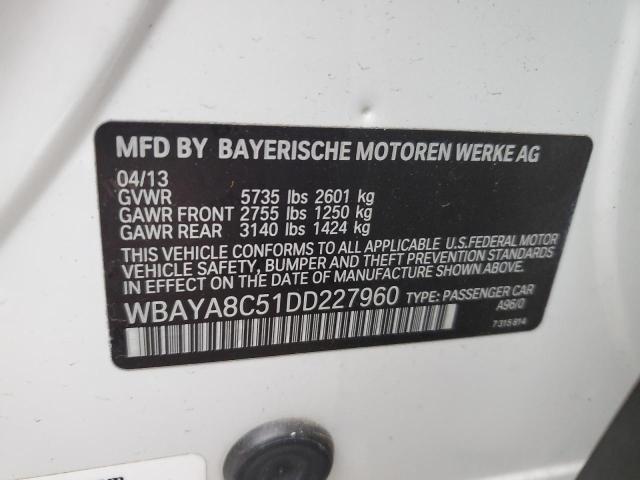 MFD BY BAYERISCHE MOTOREN WERKE AG
04/13
GVWR 5735 lbs 2601 kg
GAWR FRONT 2755 lbs 1250 kg
GAWR REAR 3140 lbs 1424 kg
THIS VEHICLE CONFORMS TO ALL APPLICABLE U.S.FEDERAL MOTOR
VEHICLE SAFETY, BUMPER AND THEFT PREVENTION STANDARDS
IN EFFECT ON THE DATE OF MANUFACTURE SHOWN ABOVE.
WBAYA8C51DD227960 TYPE: PASSENGER CAR
A96/0
7315814